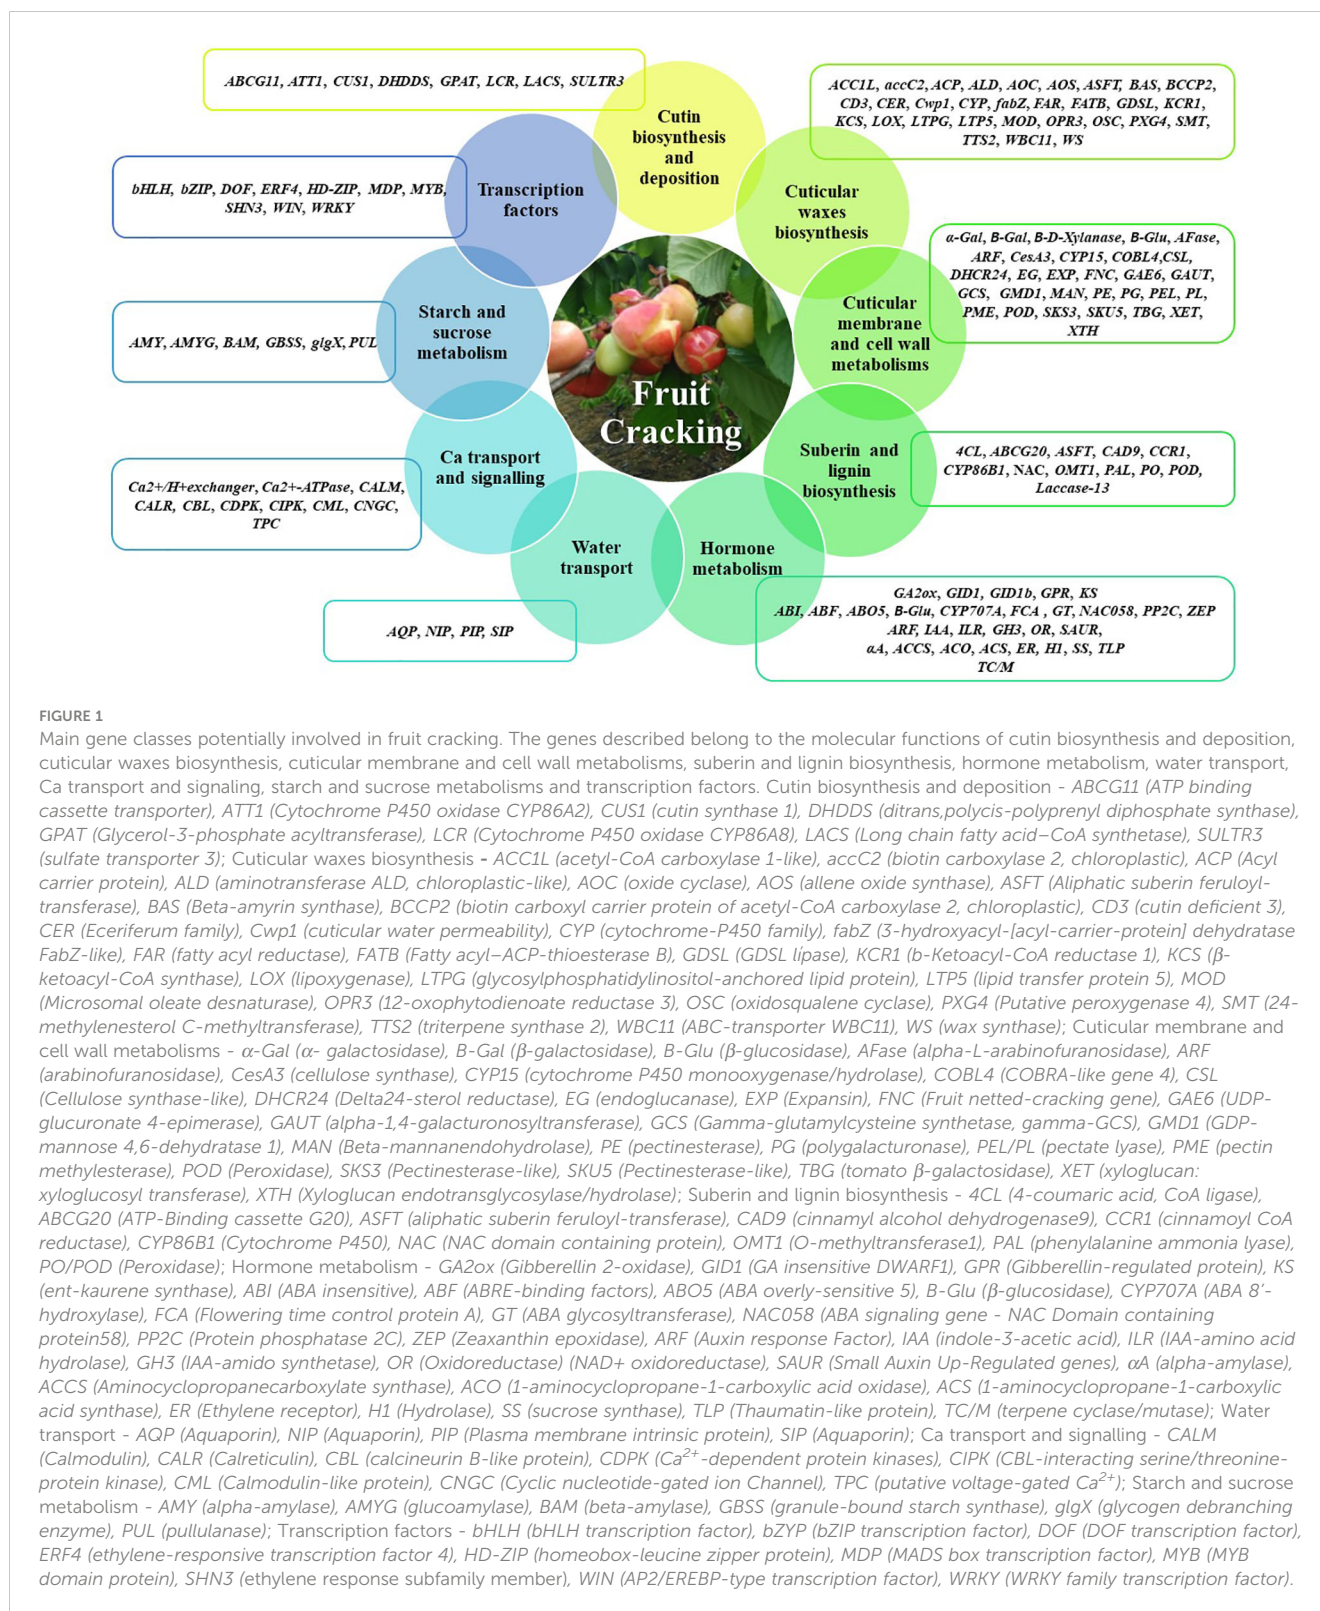 ABCG11, ATT1, CUS1, DHDDS, GPAT, LCR, LACS, SULTR3
Cutin
biosynthesis
and
deposition
ACC1L, accC2, ACP, ALD, AOC, AOS, ASFT, BAS, BCCP2,
CD3, CER, Cwp1, CYP, fabZ, FAR, FATB, GDSL, KCR1,
KCS, LOX, LTPG, LTP5, MOD, OPR3, OSC, PXG4, SMT,
TTS2, WBC11, WS
Cuticular
waxes
biosynthesis
bHLH, bZIP, DOF, ERF4, HD-ZIP, MDP, MYB,
SHN3, WIN, WRKY
Transcription
factors
α-Gal, B-Gal, B-D-Xylanase, B-Glu, AFase,
ARF, CesA3, CYP15, COBL4,CSL,
DHCR24, EG, EXP, FNC, GAE6, GAUT,
GCS, GMD1, MAN, PE, PG, PEL, PL,
PME, POD, SKS3, SKU5, TBG, XET,
XTH
Cuticular
membrane
and cell wall
metabolisms
AMY, AMYG, BAM, GBSS, glgX, PUL
Starch and
sucrose
metabolism
Fruit
Cracking
Suberin and
lignin
biosynthesis
4CL, ABCG20, ASFT, CAD9, CCR1,
CYP86B1, NAC, OMT1, PAL, PO, POD,
Laccase-13
Ca2+/H+exchanger, Ca2+-ATPase, CALM,
CALR, CBL, CDPK, CIPK, CML, CNGC,
TPC
Ca transport
and signalling
Water
transport
Hormone
metabolism
AQP, NIP, PIP, SIP
GA2ox, GID1, GID1b, GPR, KS
ABI, ABF, ABO5, B-Glu, CYP707A, FCA , GT, NAC058, PP2C, ZEP
ARF, IAA, ILR, GH3, OR, SAUR,
αA, ACCS, ACO, ACS, ER, H1, SS, TLP
TC/M
FIGURE 1
Main gene classes potentially involved in fruit cracking. The genes described belong to the molecular functions of cutin biosynthesis and deposition,
cuticular waxes biosynthesis, cuticular membrane and cell wall metabolisms, suberin and lignin biosynthesis, hormone metabolism, water transport,
Ca transport and signaling, starch and sucrose metabolisms and transcription factors. Cutin biosynthesis and deposition - ABCG11 (ATP binding
cassette transporter), ATT1 (Cytochrome P450 oxidase CYP86A2), CUS1 (cutin synthase 1), DHDDS (ditrans,polycis-polyprenyl diphosphate synthase),
GPAT (Glycerol-3-phosphate acyltransferase), LCR (Cytochrome P450 oxidase CYP86A8), LACS (Long chain fatty acid–CoA synthetase), SULTR3
(sulfate transporter 3); Cuticular waxes biosynthesis - ACC1L (acetyl-CoA carboxylase 1-like), accC2 (biotin carboxylase 2, chloroplastic), ACP (Acyl
carrier protein), ALD (aminotransferase ALD, chloroplastic-like), AOC (oxide cyclase), AOS (allene oxide synthase), ASFT (Aliphatic suberin feruloyl-
transferase), BAS (Beta-amyrin synthase), BCCP2 (biotin carboxyl carrier protein of acetyl-CoA carboxylase 2, chloroplastic), CD3 (cutin deficient 3),
CER (Eceriferum family), Cwp1 (cuticular water permeability), CYP (cytochrome-P450 family), fabZ (3-hydroxyacyl-[acyl-carrier-protein] dehydratase
FabZ-like), FAR (fatty acyl reductase), FATB (Fatty acyl–ACP-thioesterase B), GDSL (GDSL lípase), KCR1 (b-Ketoacyl-CoA reductase 1), KCS (β-
ketoacyl-CoA synthase), LOX (lipoxygenase), LTPG (glycosylphosphatidylinositol-anchored lipid protein), LTP5 (lipid transfer protein 5), MOD
(Microsomal oleate desnaturase), OPR3 (12-oxophytodienoate reductase 3), OSC (oxidosqualene cyclase), PXG4 (Putative peroxygenase 4), SMT (24-
methylenesterol C-methyltransferase), TTS2 (triterpene synthase 2), WBC11 (ABC-transporter WBC11), WS (wax synthase); Cuticular membrane and
cell wall metabolisms - α-Gal (α- galactosidase), B-Gal (β-galactosidase), B-Glu (β-glucosidase), AFase (alpha-L-arabinofuranosidase), ARF
(arabinofuranosidase), CesA3 (cellulose synthase), CYP15 (cytochrome P450 monooxygenase/hydrolase), COBL4 (COBRA-like gene 4), CSL
(Cellulose synthase-like), DHCR24 (Delta24-sterol reductase), EG (endoglucanase), EXP (Expansin), FNC (Fruit netted-cracking gene), GAE6 (UDP-
glucuronate 4-epimerase), GAUT (alpha-1,4-galacturonosyltransferase), GCS (Gamma-glutamylcysteine synthetase, gamma-GCS), GMD1 (GDP-
mannose 4,6-dehydratase 1), MAN (Beta-mannanendohydrolase), PE (pectinesterase), PG (polygalacturonase), PEL/PL (pectate lyase), PME (pectin
methylesterase), POD (Peroxidase), SKS3 (Pectinesterase-like), SKU5 (Pectinesterase-like), TBG (tomato β-galactosidase), XET (xyloglucan:
xyloglucosyl transferase), XTH (Xyloglucan endotransglycosylase/hydrolase); Suberin and lignin biosynthesis - 4CL (4-coumaric acid, CoA ligase),
ABCG20 (ATP-Binding cassette G20), ASFT (aliphatic suberin feruloyl-transferase), CAD9 (cinnamyl alcohol dehydrogenase9), CCR1 (cinnamoyl CoA
reductase), CYP86B1 (Cytochrome P450), NAC (NAC domain containing protein), OMT1 (O-methyltransferase1), PAL (phenylalanine ammonia lyase),
PO/POD (Peroxidase); Hormone metabolism - GA2ox (Gibberellin 2-oxidase), GID1 (GA insensitive DWARF1), GPR (Gibberellin-regulated protein), KS
(ent-kaurene synthase), ABI (ABA insensitive), ABF (ABRE-binding factors), ABO5 (ABA overly-sensitive 5), B-Glu (β-glucosidase), CYP707A (ABA 8’-
hydroxylase), FCA (Flowering time control protein A), GT (ABA glycosyltransferase), NAC058 (ABA signaling gene - NAC Domain containing
protein58), PP2C (Protein phosphatase 2C), ZEP (Zeaxanthin epoxidase), ARF (Auxin response Factor), IAA (indole-3-acetic acid), ILR (IAA-amino acid
hydrolase), GH3 (IAA-amido synthetase), OR (Oxidoreductase) (NAD+ oxidoreductase), SAUR (Small Auxin Up-Regulated genes), αA (alpha-amylase),
ACCS (Aminocyclopropanecarboxylate synthase), ACO (1-aminocyclopropane-1-carboxylic acid oxidase), ACS (1-aminocyclopropane-1-carboxylic
acid synthase), ER (Ethylene receptor), H1 (Hydrolase), SS (sucrose synthase), TLP (Thaumatin-like protein), TC/M (terpene cyclase/mutase); Water
transport - AQP (Aquaporin), NIP (Aquaporin), PIP (Plasma membrane intrinsic protein), SIP (Aquaporin); Ca transport and signalling - CALM
(Calmodulin), CALR (Calreticulin), CBL (calcineurin B-like protein), CDPK (Ca²⁺-dependent protein kinases), CIPK (CBL-interacting serine/threonine-
protein kinase), CML (Calmodulin-like protein), CNGC (Cyclic nucleotide-gated ion Channel), TPC (putative voltage-gated Ca²⁺); Starch and sucrose
metabolism - AMY (alpha-amylase), AMYG (glucoamylase), BAM (beta-amylase), GBSS (granule-bound starch synthase), glgX (glycogen debranching
enzyme), PUL (pullulanase); Transcription factors - bHLH (bHLH transcription factor), bZYP (bZIP transcription factor), DOF (DOF transcription factor),
ERF4 (ethylene-responsive transcription factor 4), HD-ZIP (homeobox-leucine zipper protein), MDP (MADS box transcription factor), MYB (MYB
domain protein), SHN3 (ethylene response subfamily member), WIN (AP2/EREBP-type transcription factor), WRKY (WRKY family transcription factor).